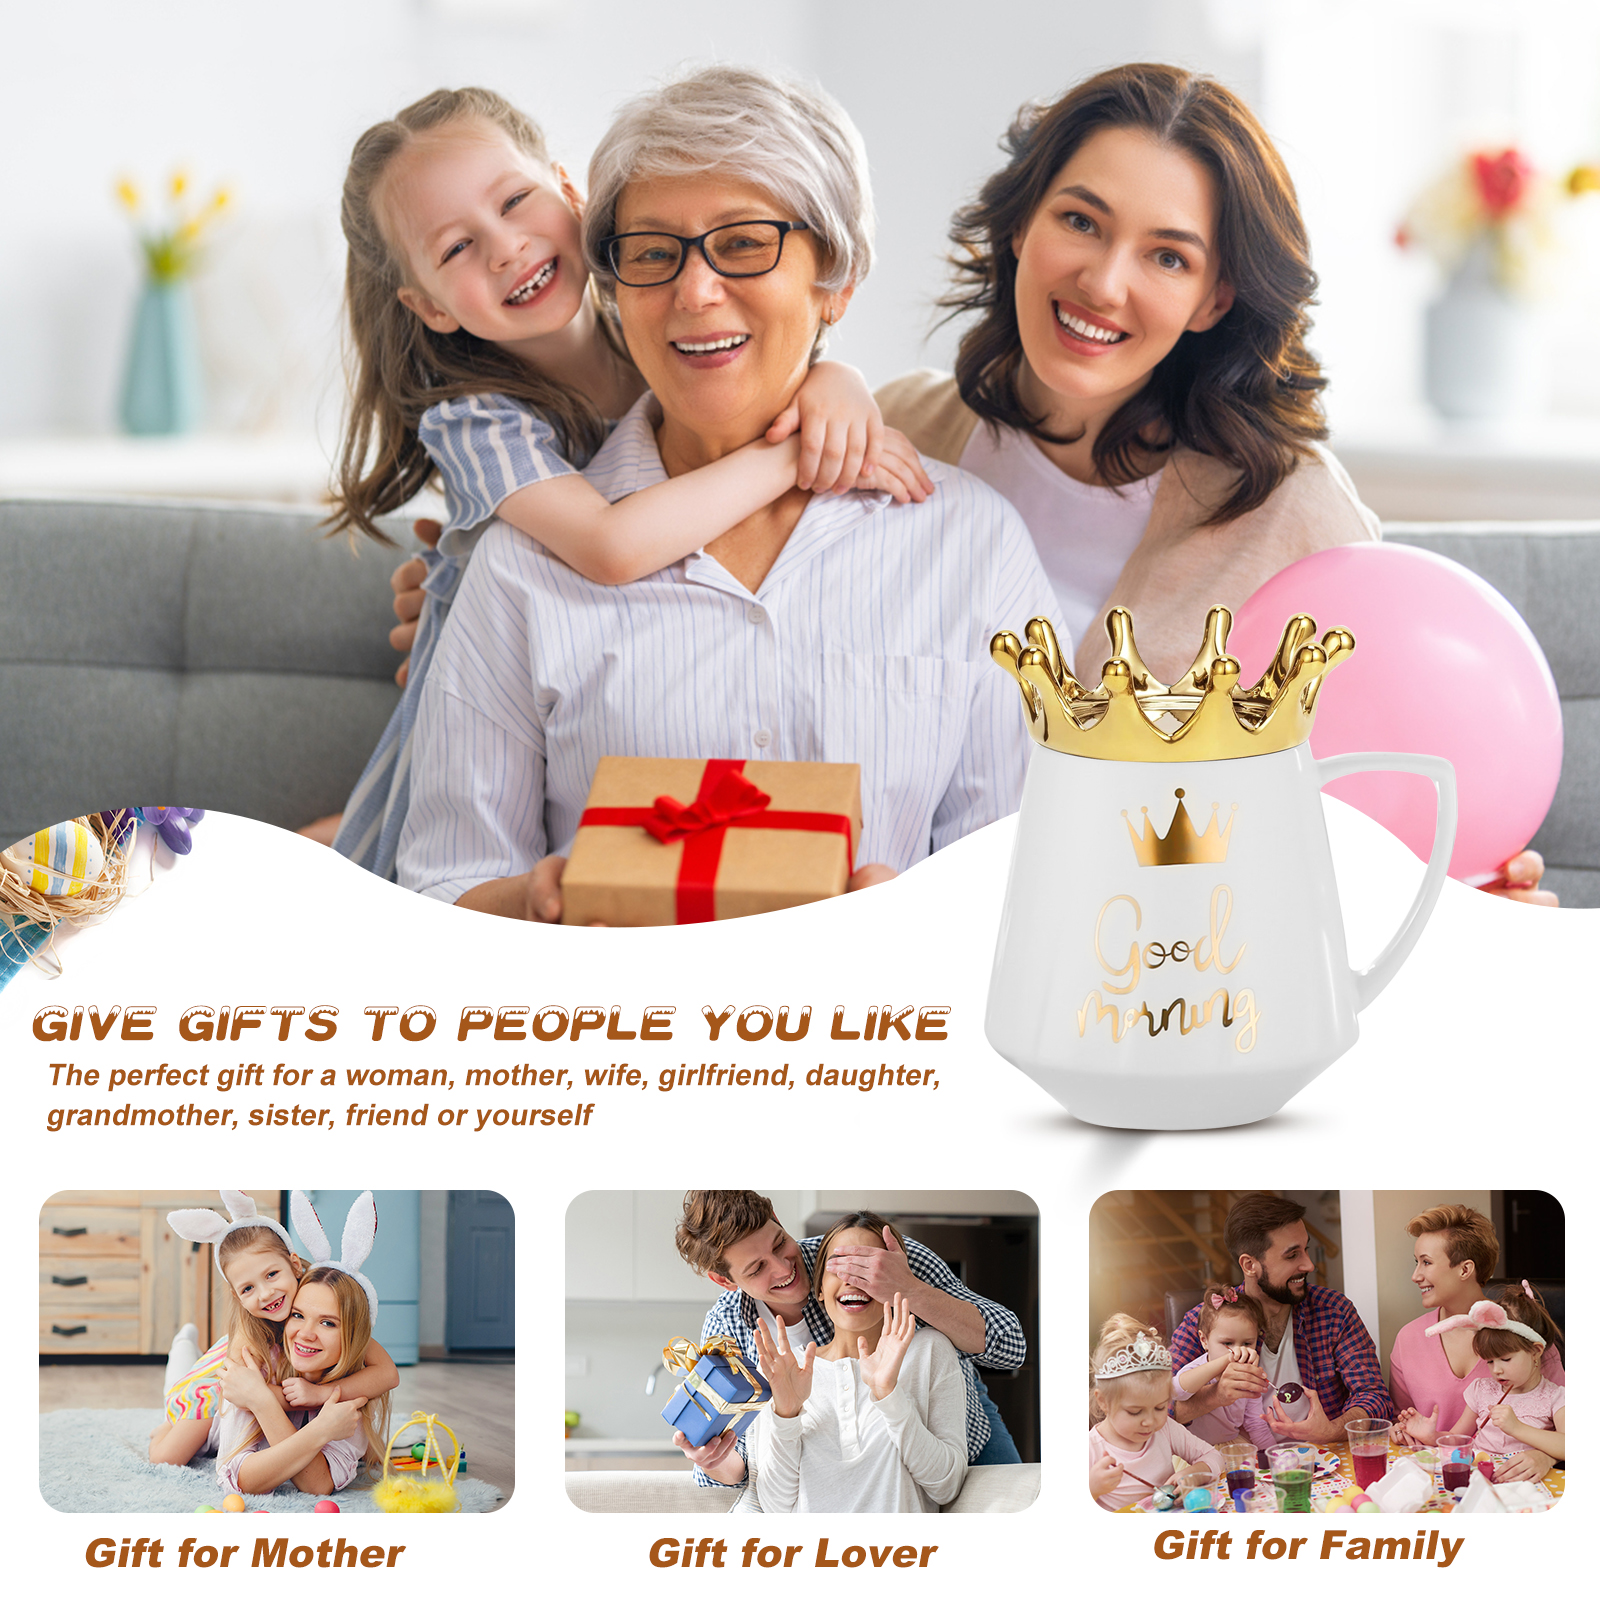 Good
morning
GIVE GIFTS TO PEOPLE YOU LIKE
The perfect gift for a woman, mother, wife, girlfriend, daughter,
grandmother, sister, friend or yourself
Gift for Mother
Gift for Lover
Gift for Family